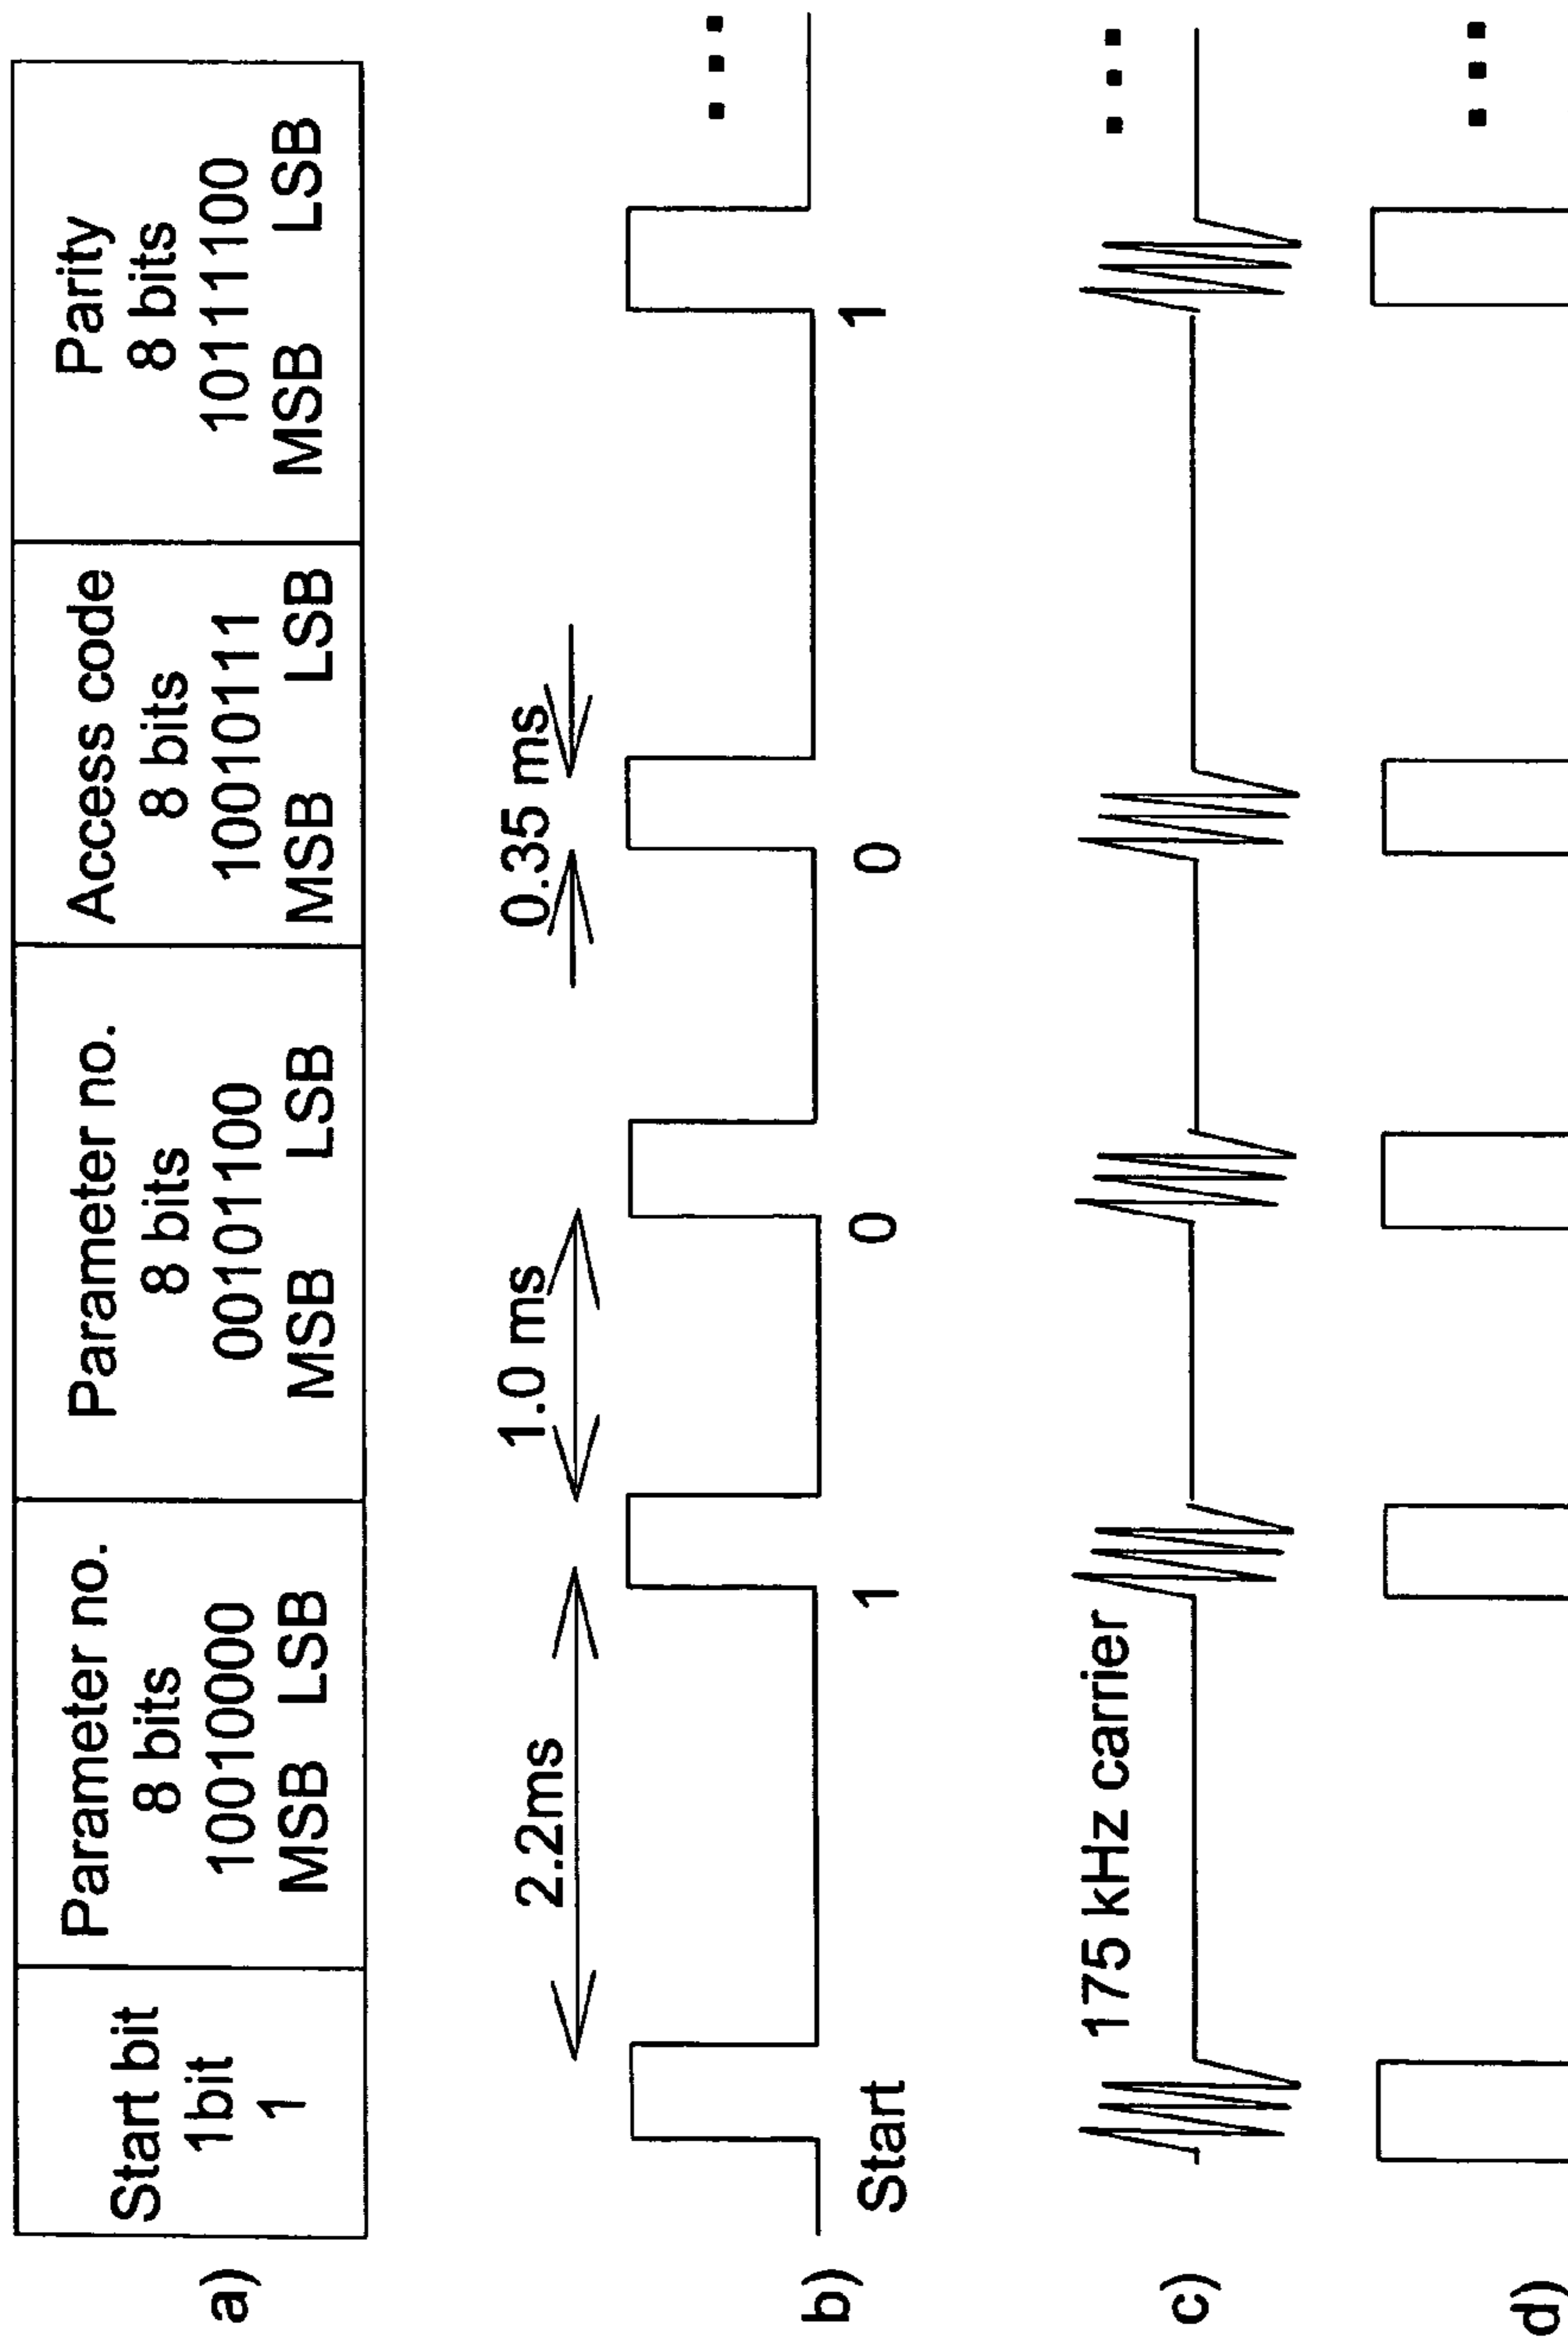 a)
Start bit
1bit
1
Parameter no.
8 bits
10010000
MSB LSB
Parameter no.
8 bits
00101100
MSB LSB
Access code
8 bits
10010111
MSB LSB
Parity
8 bits
10111100
MSB LSB
b)
2.2ms
1.0 ms
0.35 ms
Start
1
0
0
1
c)
175 kHz carrier
d)